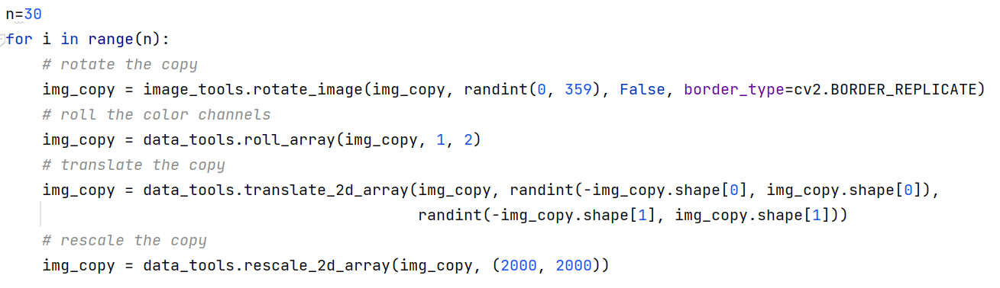 n=30
for i in range(n):
    # rotate the copy
    img_copy = image_tools.rotate_image(img_copy, randint(0, 359), False, border_type=cv2.BORDER_REPLICATE)
    # roll the color channels
    img_copy = data_tools.roll_array(img_copy, 1, 2)
    # translate the copy
    img_copy = data_tools.translate_2d_array(img_copy, randint(-img_copy.shape[0], img_copy.shape[0]),
                                             randint(-img_copy.shape[1], img_copy.shape[1]))
    # rescale the copy
    img_copy = data_tools.rescale_2d_array(img_copy, (2000, 2000))